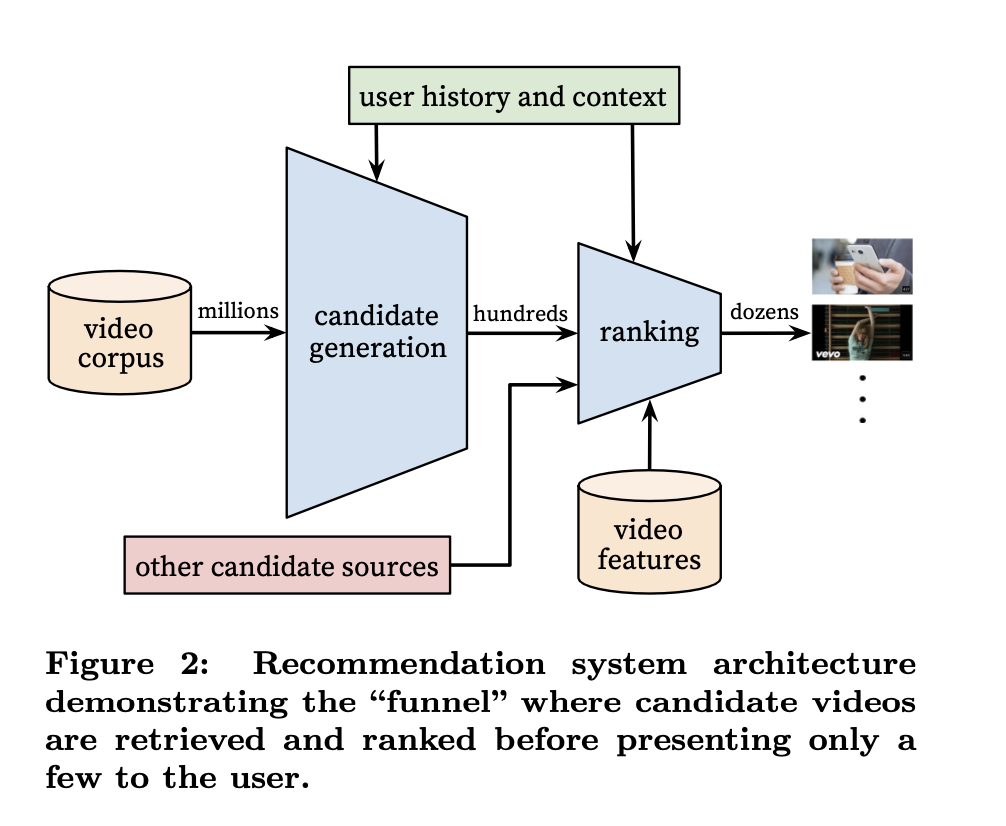 user history and context
millions
video
corpus
candidate
generation
hundreds
ranking
dozens
vevo
other candidate sources
video
features
Figure 2: Recommendation system architecture
demonstrating the “funnel” where candidate videos
are retrieved and ranked before presenting only a
few to the user.